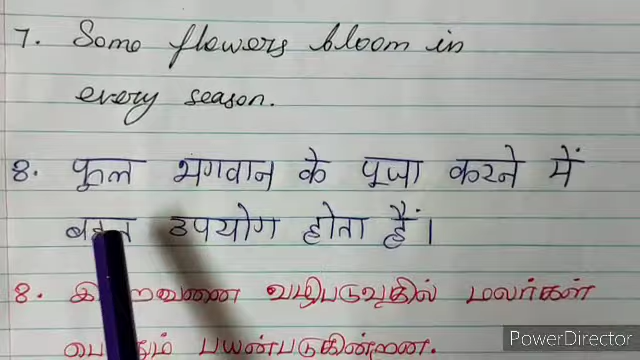 7. Some flowers bloom in
every season.
8. फूल भगवान के पूजा करने में
उपयोग होता हैं।
8. வழிபடுவதில் மலர்கள்
பயன்படுகின்றன.
PowerDirector